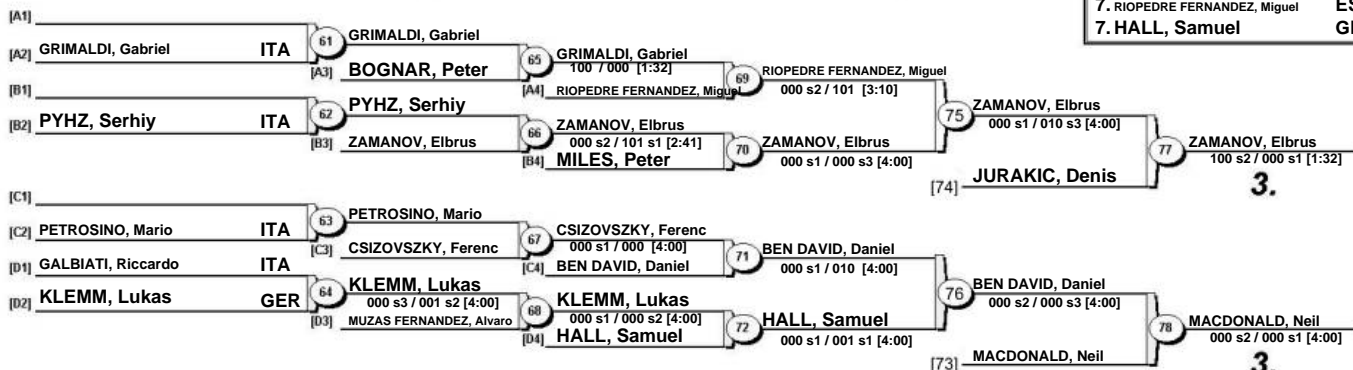 7. RIOPEDRE FERNANDEZ, Miguel ES
7. HALL, Samuel
[A1]
[A2] GRIMALDI, Gabriel ITA
61
GRIMALDI, Gabriel
[A3] BOGNAR, Peter
65
GRIMALDI, Gabriel
100 / 000 [1:32]
[A4] RIOPEDRE FERNANDEZ, Miguel
69
RIOPEDRE FERNANDEZ, Miguel
000 s2 / 101 [3:10]
[B1]
[B2] PYHZ, Serhiy ITA
62
PYHZ, Serhiy
[B3] ZAMANOV, Elbrus
66
ZAMANOV, Elbrus
000 s2 / 101 s1 [2:41]
[B4] MILES, Peter
70
ZAMANOV, Elbrus
000 s1 / 000 s3 [4:00]
75
ZAMANOV, Elbrus
000 s1 / 010 s3 [4:00]
[74] JURAKIC, Denis
77
ZAMANOV, Elbrus
100 s2 / 000 s1 [1:32]
3.
[C1]
[C2] PETROSINO, Mario ITA
63
PETROSINO, Mario
[C3] CSIZOVSZKY, Ferenc
67
CSIZOVSZKY, Ferenc
000 s1 / 000 [4:00]
[C4] BEN DAVID, Daniel
71
BEN DAVID, Daniel
000 s1 / 010 [4:00]
[D1] GALBIATI, Riccardo ITA
[D2] KLEMM, Lukas GER
64
KLEMM, Lukas
000 s3 / 001 s2 [4:00]
[D3] MUZAS FERNANDEZ, Alvaro
68
KLEMM, Lukas
000 s1 / 000 s2 [4:00]
[D4] HALL, Samuel
72
HALL, Samuel
000 s1 / 001 s1 [4:00]
76
BEN DAVID, Daniel
000 s2 / 000 s3 [4:00]
[73] MACDONALD, Neil
78
MACDONALD, Neil
000 s2 / 000 s1 [4:00]
3.